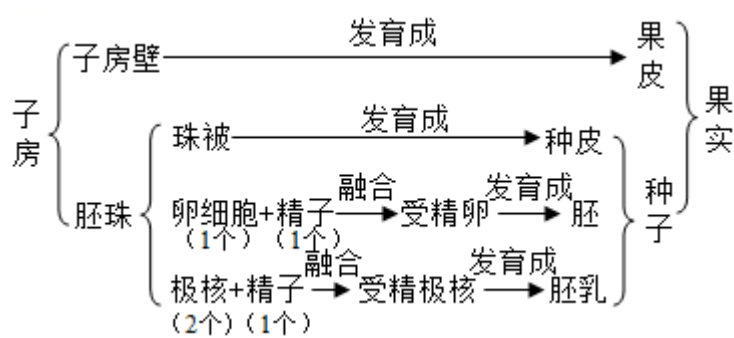 发育成
子房壁
果皮
子房
果实
发育成
珠被
种皮
胚珠
种子
融合
发育成
卵细胞+精子
受精卵
胚
（1个）（1个）
融合
发育成
极核+精子
受精极核
胚乳
（2个）（1个）